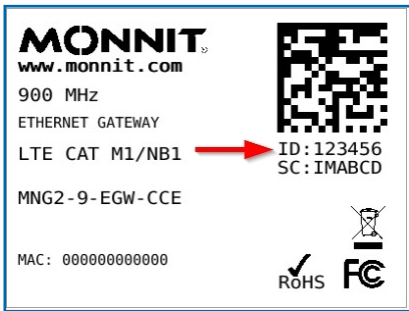 MONNIT®
www.monnit.com
900 MHz
ETHERNET GATEWAY
LTE CAT M1/NB1
ID:123456
SC:IMABCD
MNG2-9-EGW-CCE
MAC: 000000000000
RoHS
FC